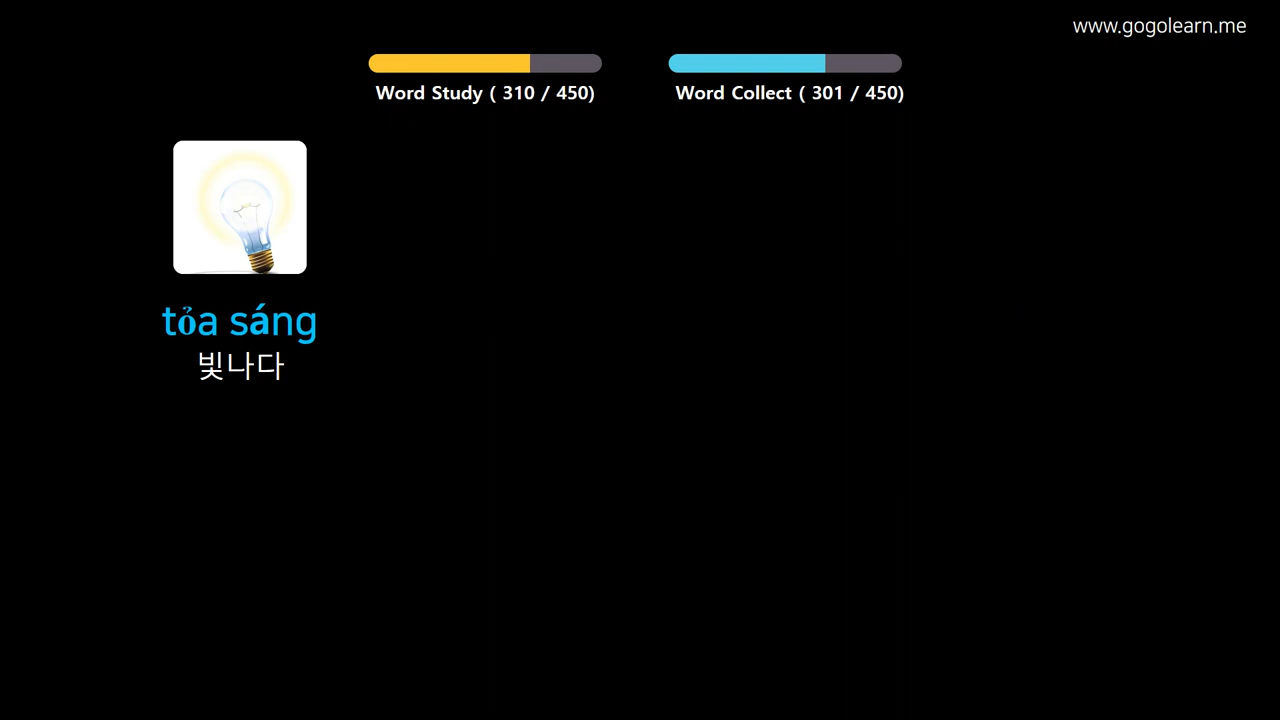 www.gogolearn.me
Word Study ( 310 / 450)
Word Collect ( 301 / 450)
tỏa sáng
빛나다